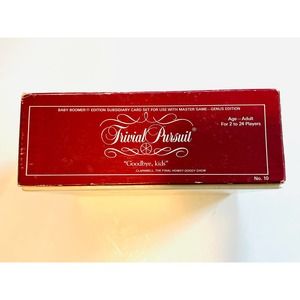 BABY BOOMER™ EDITION SUBSIDIARY CARD SET FOR USE WITH MASTER GAME - GENUS EDITION
Age – Adult
For 2 to 24 Players
Trivial Pursuit®
"Goodbye, kids"
CLARABELL, THE FINAL HOWDY DOODY SHOW
No. 10